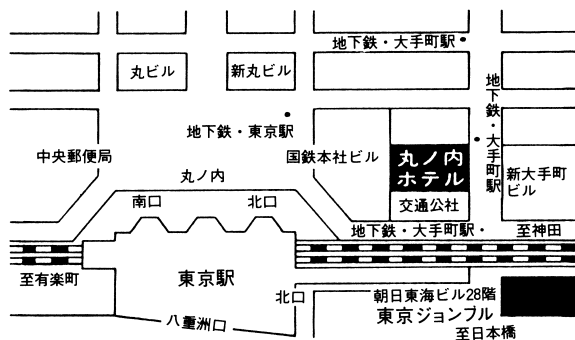 地下鉄・大手町駅
丸ビル
新丸ビル
地下鉄・大手町駅
地下鉄・東京駅
中央郵便局
国鉄本社ビル
丸ノ内
ホテル
新大手町
ビル
丸ノ内
南口
北口
交通公社
地下鉄・大手町駅・
至神田
至有楽町
東京駅
北口
朝日東海ビル28階
東京ジョンブル
八重洲口
至日本橋